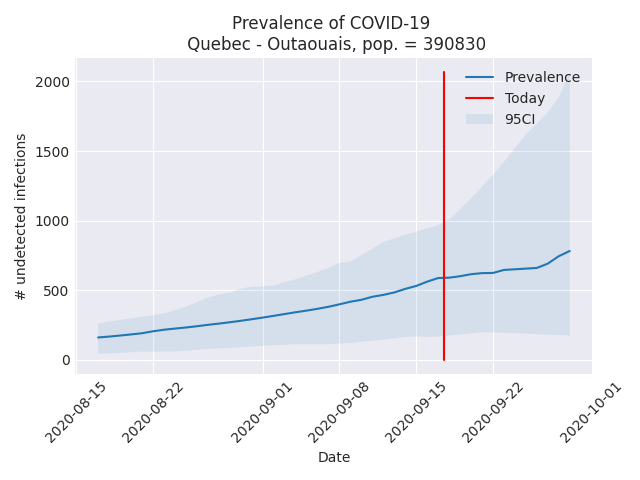 Prevalence of COVID-19
Quebec - Outaouais, pop. = 390830
Prevalence
Today
95CI
2000
1500
1000
500
0
# undetected infections
2020-08-15
2020-08-22
2020-09-01
2020-09-08
2020-09-15
2020-09-22
2020-10-01
Date